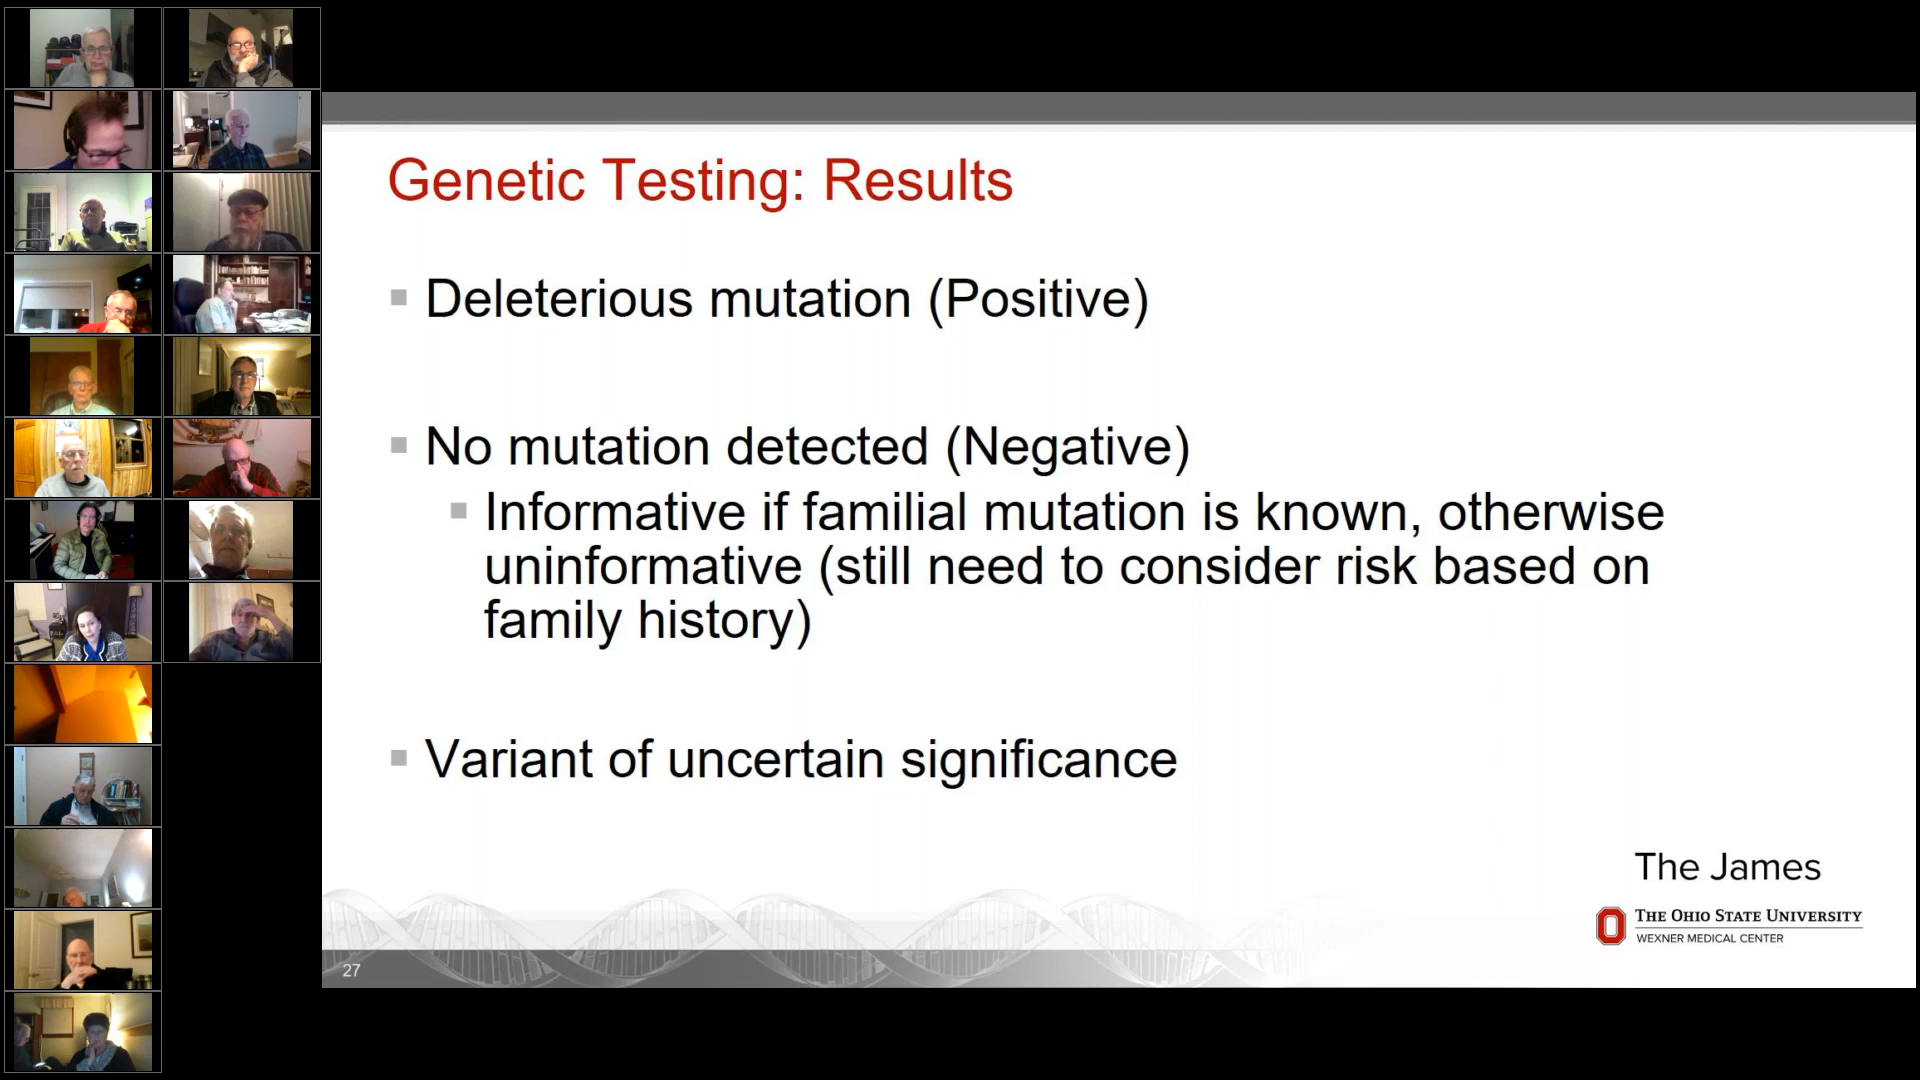 Genetic Testing: Results
Deleterious mutation (Positive)
No mutation detected (Negative)
Informative if familial mutation is known, otherwise
uninformative (still need to consider risk based on
family history)
Variant of uncertain significance
The James
THE OHIO STATE UNIVERSITY
WEXNER MEDICAL CENTER
27